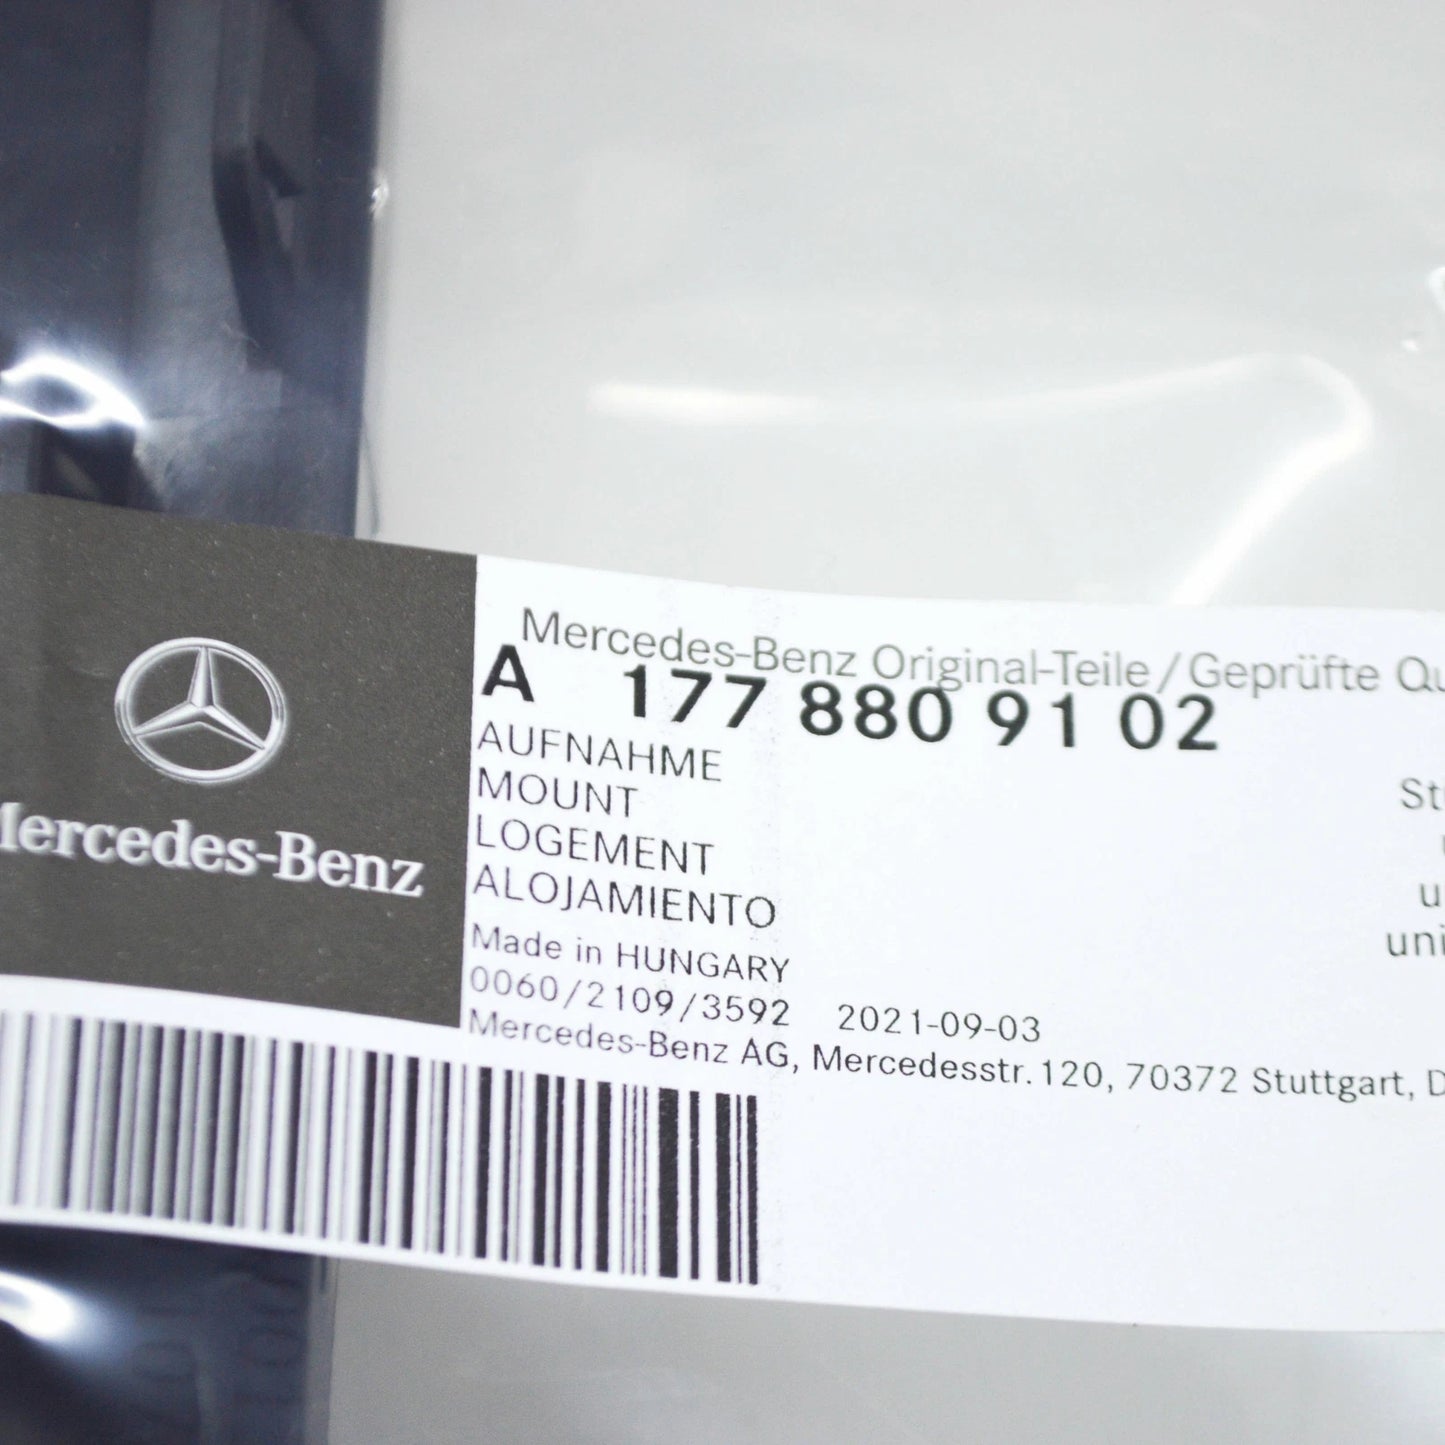 Mercedes-Benz
Mercedes-Benz Original-Teile/Geprüfte
A 177 880 91 02
AUFNAHME
MOUNT
LOGEMENT
ALOJAMIENTO
Made in HUNGARY
0060/2109/3592 2021-09-03
Mercedes-Benz AG, Mercedesstr.120, 70372 Stuttgart,